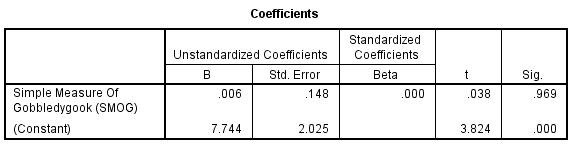 Coefficients
Unstandardized Coefficients Standardized Coefficients t Sig.
B Std. Error Beta
Simple Measure Of Gobbledygook (SMOG) .006 .148 .000 .038 .969
(Constant) 7.744 2.025 3.824 .000